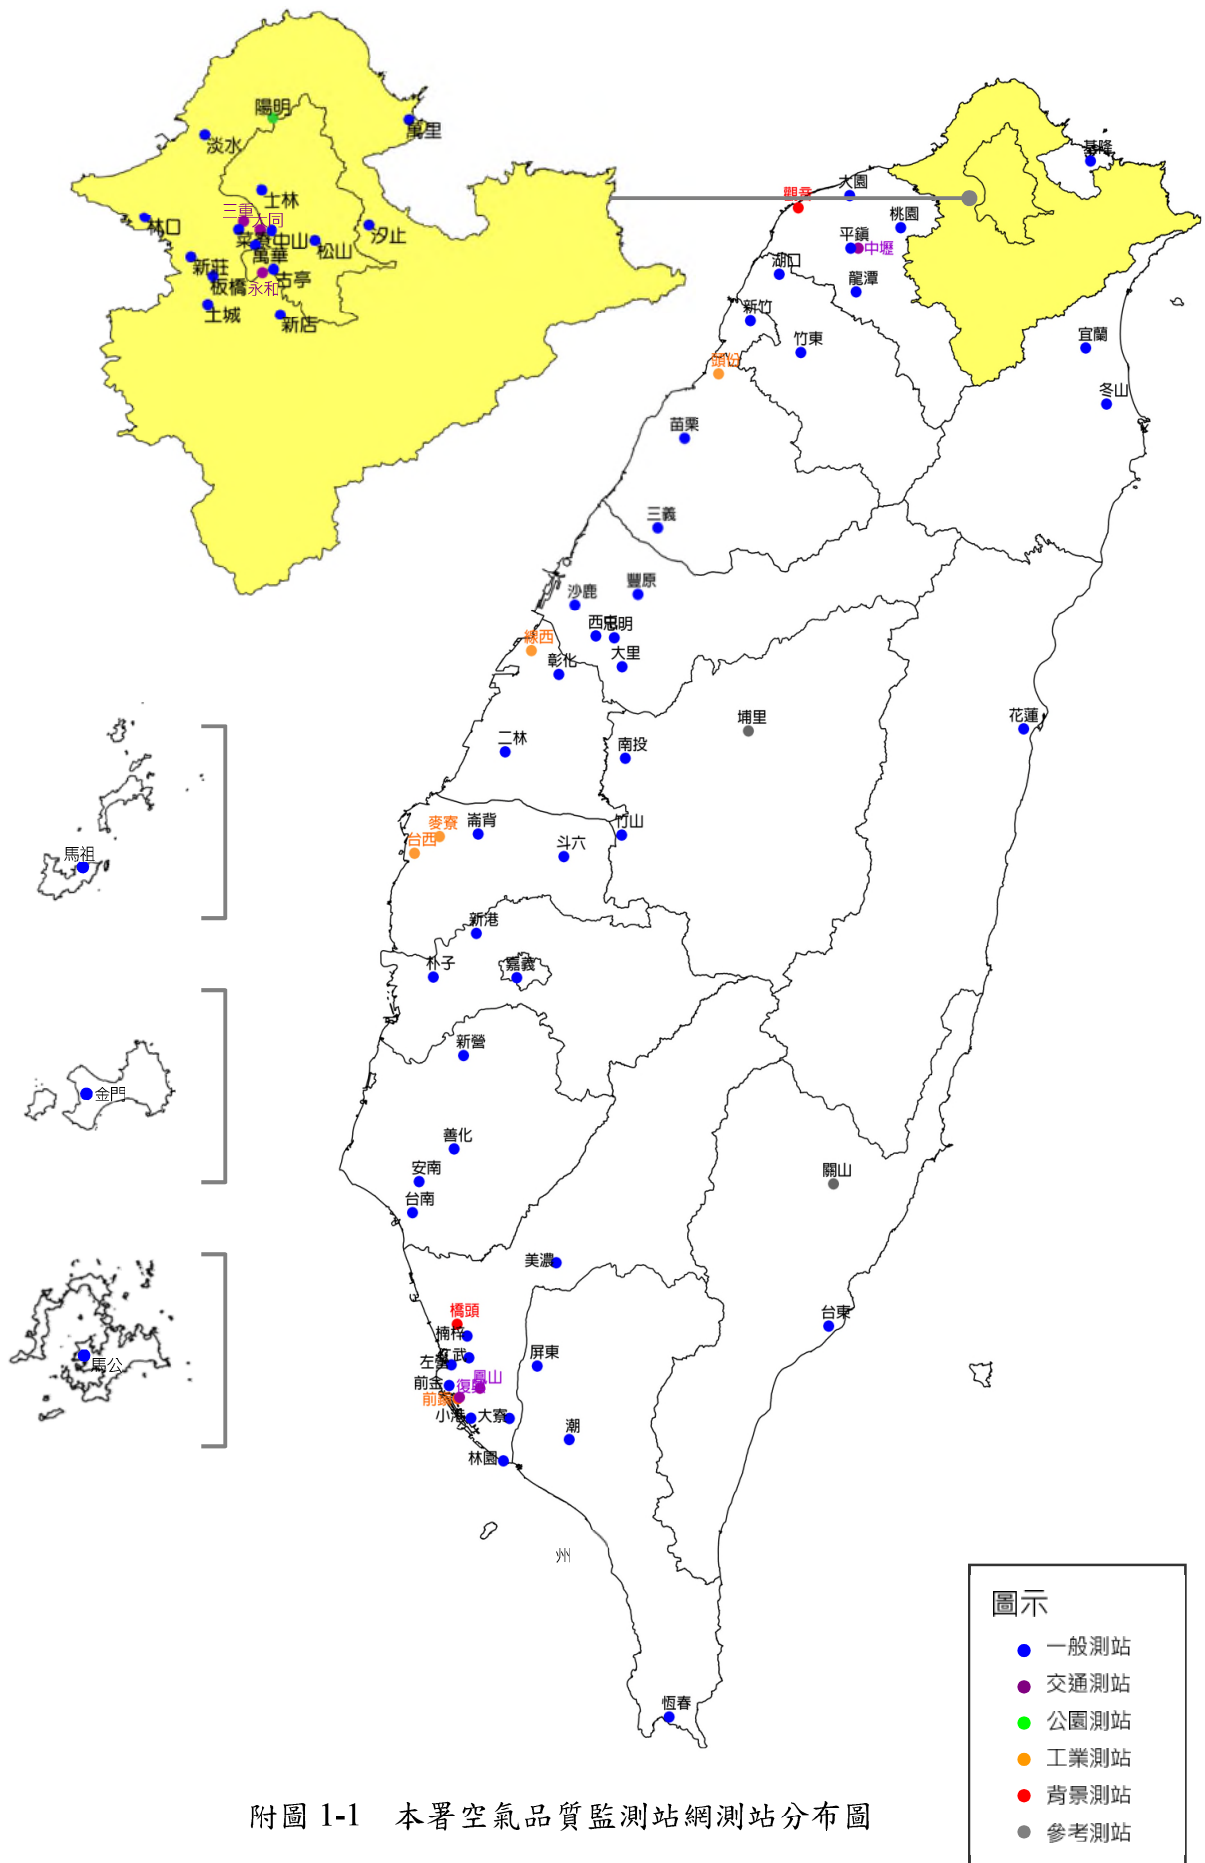 陽明
萬里
淡水
士林
三重
大同
林口
菜寮
中山
松山
汐止
萬華
新莊
板橋
永和
古亭
土城
新店
基隆
大園
觀音
桃園
平鎮
中壢
湖口
龍潭
新竹
竹東
頭份
宜蘭
冬山
苗栗
三義
豐原
沙鹿
西屯
忠明
線西
彰化
大里
埔里
花蓮
二林
南投
麥寮
崙背
竹山
台西
斗六
馬祖
新港
朴子
嘉義
新營
金門
善化
安南
關山
台南
美濃
橋頭
台東
楠梓
仁武
左營
屏東
馬公
鳳山
前金
復興
前鎮
小港
大寮
潮
林園
州
恆春
圖示
一般測站
交通測站
公園測站
工業測站
背景測站
參考測站
附圖 1-1 本署空氣品質監測站網測站分布圖